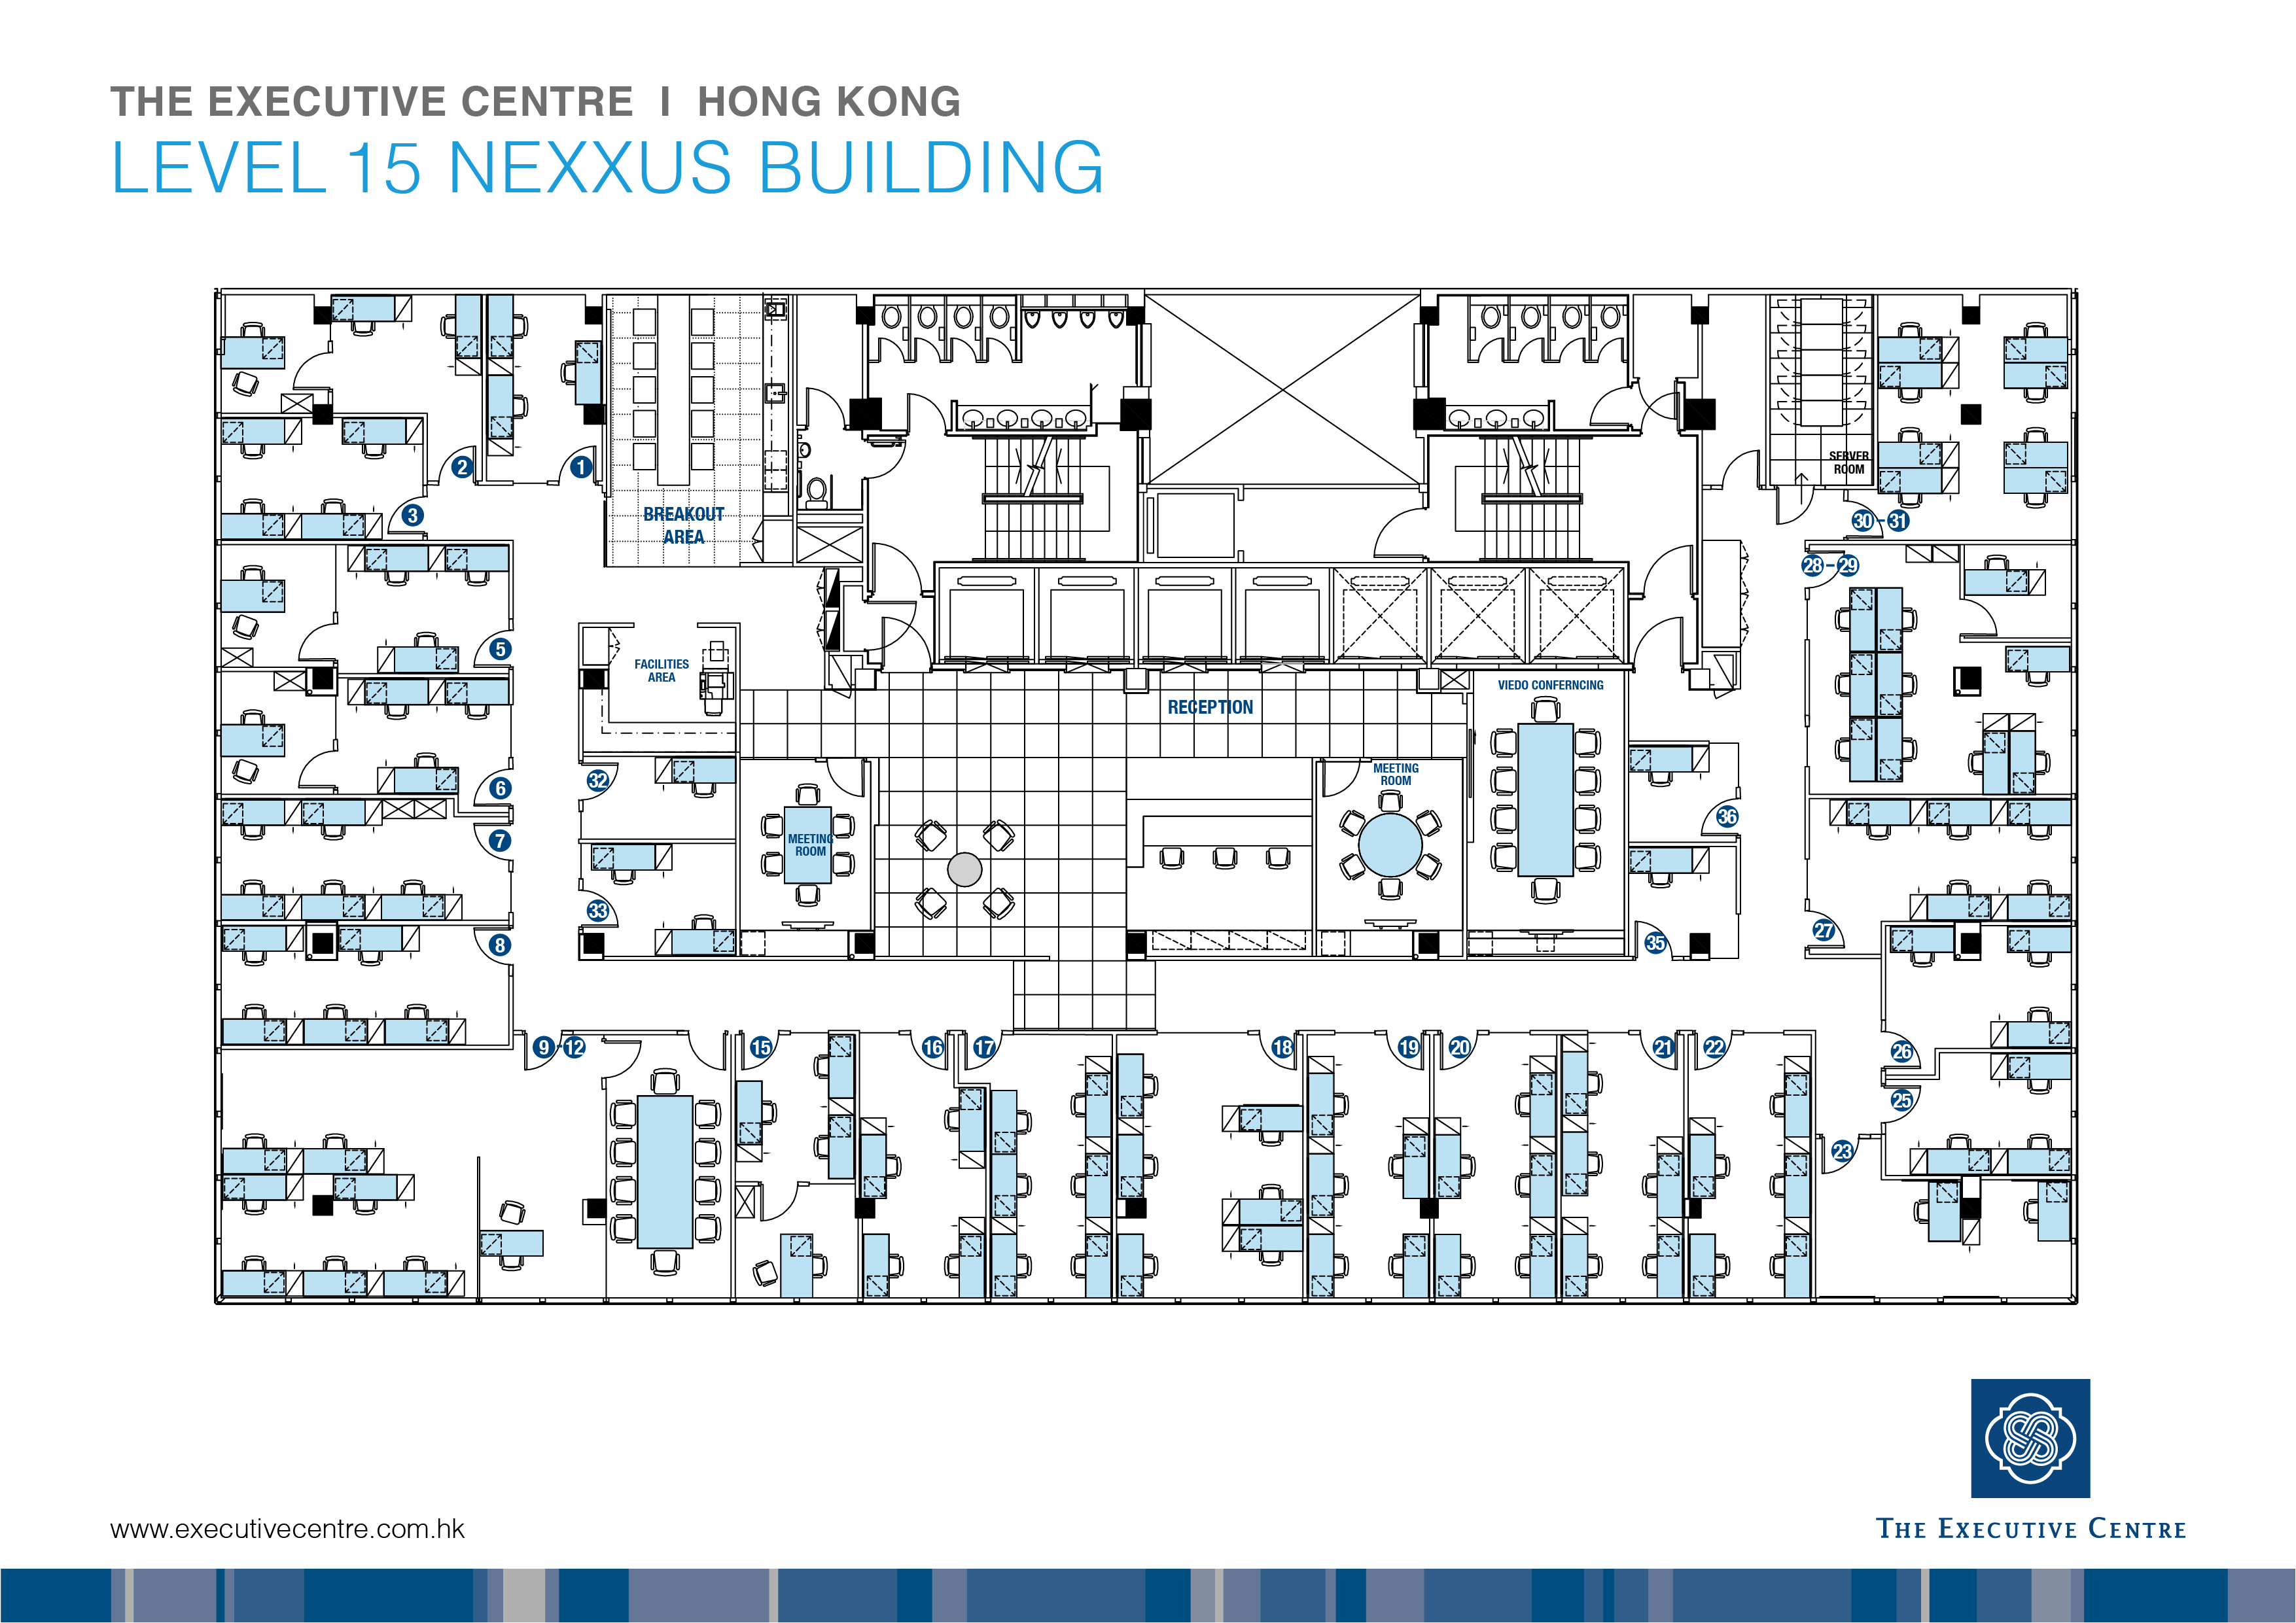 THE EXECUTIVE CENTRE I HONG KONG
LEVEL 15 NEXXUS BUILDING
2
1
3
BREAKOUT
AREA
SERVER
ROOM
30-31
28-29
5
FACILITIES
AREA
VIEDO CONFERNCING
RECEPTION
6
32
MEETING
ROOM
36
7
MEETING
ROOM
33
27
8
35
9-12
15
16
17
18
19
20
21
22
26
25
23
www.executivecentre.com.hk
THE EXECUTIVE CENTRE